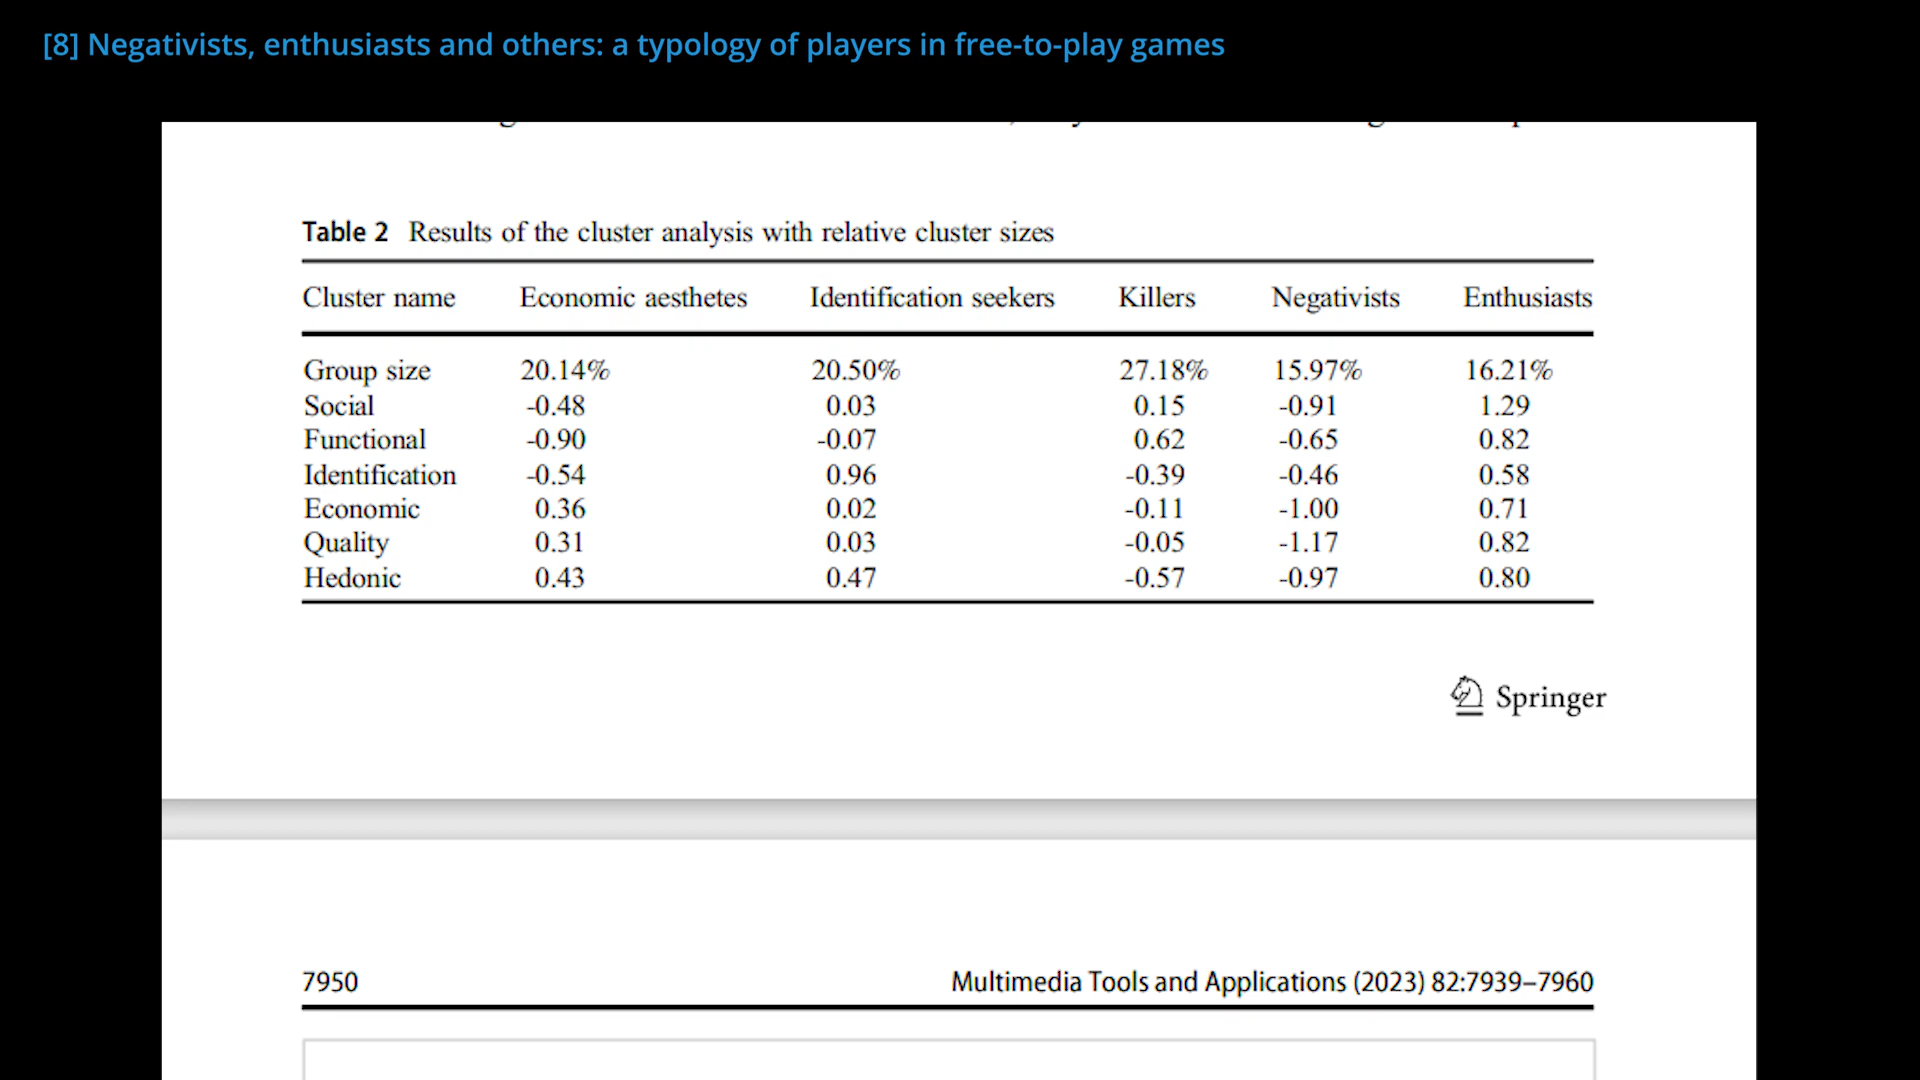 [8] Negativists, enthusiasts and others: a typology of players in free-to-play games
Table 2 Results of the cluster analysis with relative cluster sizes
Cluster name Economic aesthetes Identification seekers Killers Negativists Enthusiasts
Group size 20.14% 20.50% 27.18% 15.97% 16.21%
Social -0.48 0.03 0.15 -0.91 1.29
Functional -0.90 -0.07 0.62 -0.65 0.82
Identification -0.54 0.96 -0.39 -0.46 0.58
Economic 0.36 0.02 -0.11 -1.00 0.71
Quality 0.31 0.03 -0.05 -1.17 0.82
Hedonic 0.43 0.47 -0.57 -0.97 0.80
Springer
7950 Multimedia Tools and Applications (2023) 82:7939–7960